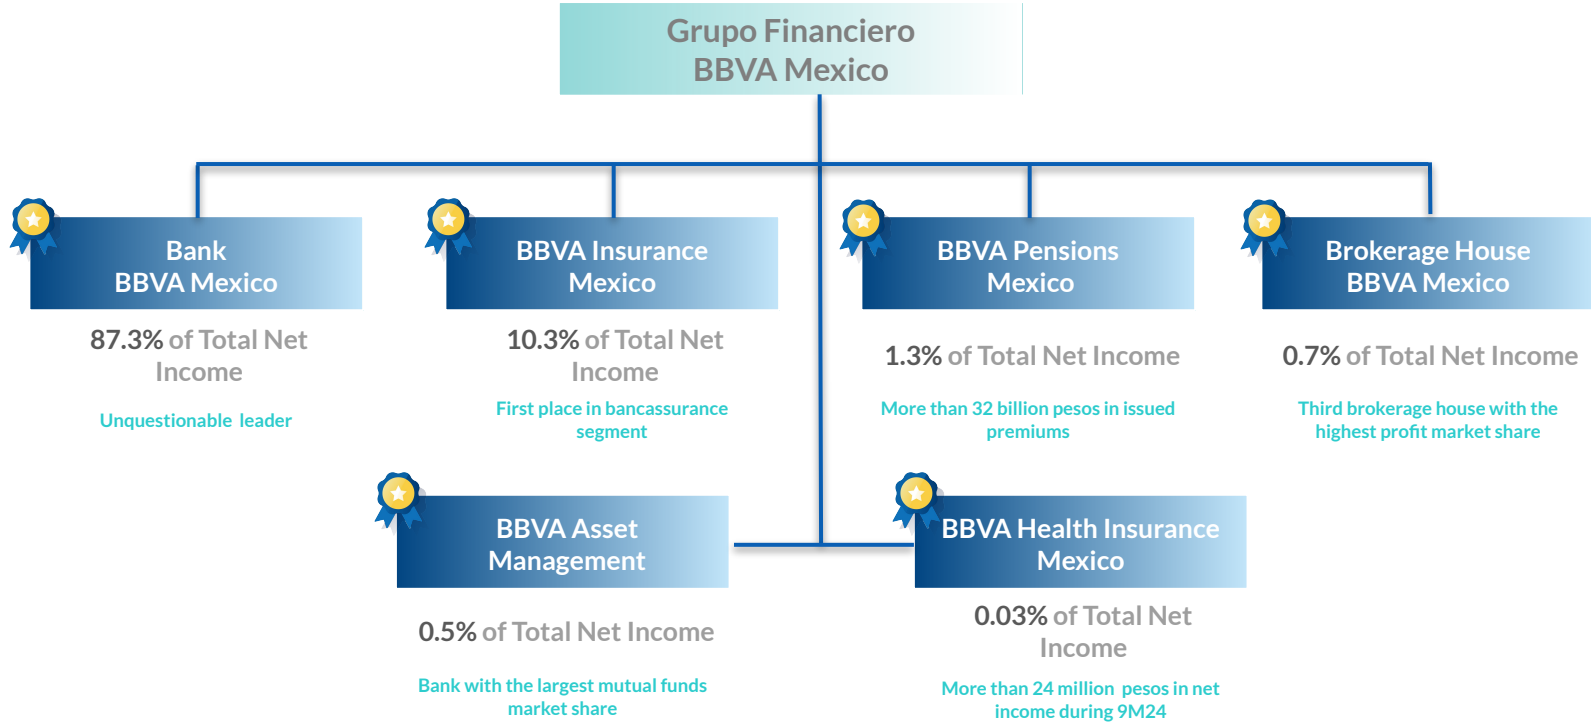 Grupo Financiero
BBVA Mexico
Bank
BBVA Mexico
87.3% of Total Net
Income
Unquestionable leader
BBVA Insurance
Mexico
10.3% of Total Net
Income
First place in bancassurance
segment
BBVA Pensions
Mexico
1.3% of Total Net Income
More than 32 billion pesos in issued
premiums
Brokerage House
BBVA Mexico
0.7% of Total Net Income
Third brokerage house with the
highest profit market share
BBVA Asset
Management
0.5% of Total Net Income
Bank with the largest mutual funds
market share
BBVA Health Insurance
Mexico
0.03% of Total Net
Income
More than 24 million pesos in net
income during 9M24